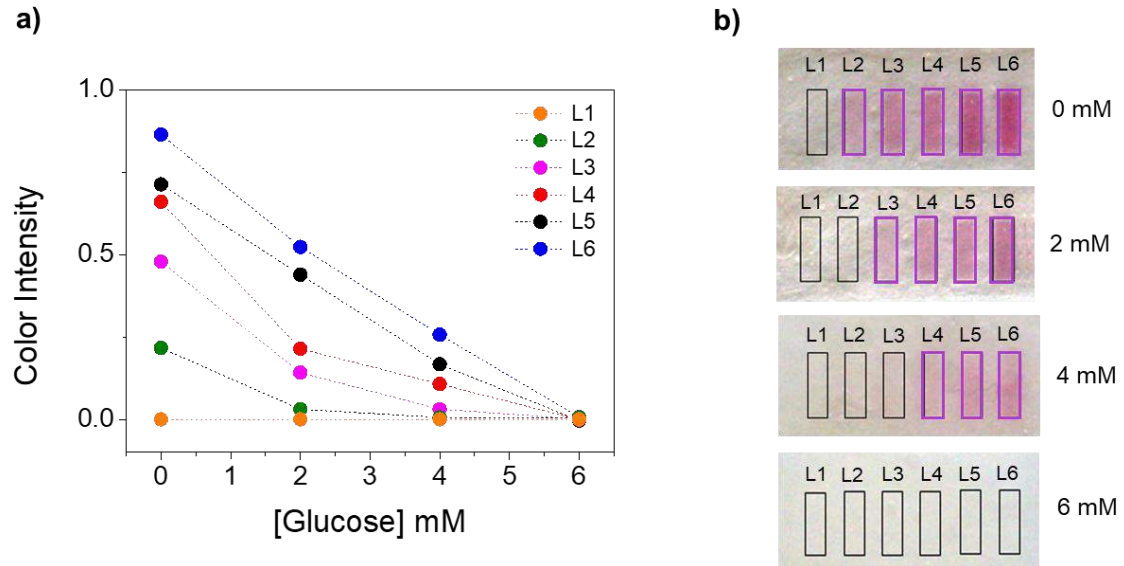 a)
1.0
0.5
0.0
Color Intensity
0 1 2 3 4 5 6
[Glucose] mM
L1
L2
L3
L4
L5
L6
b)
L1 L2 L3 L4 L5 L6
0 mM
L1 L2 L3 L4 L5 L6
2 mM
L1 L2 L3 L4 L5 L6
4 mM
L1 L2 L3 L4 L5 L6
6 mM